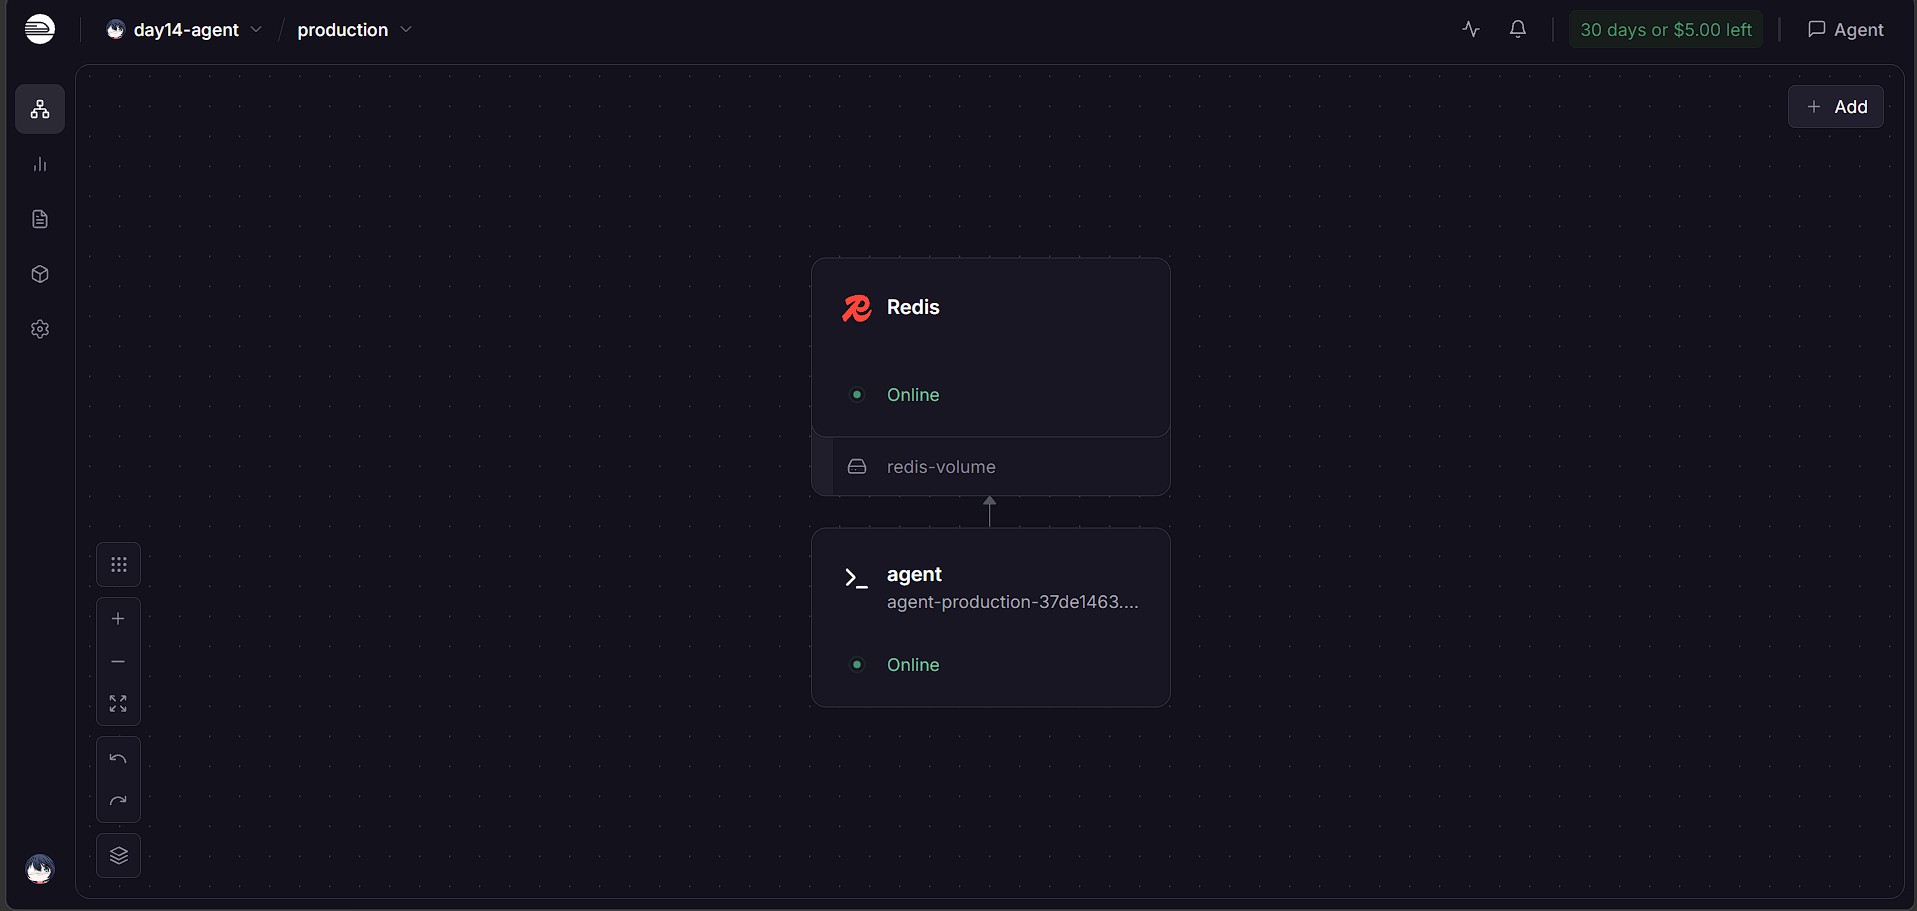 day14-agent / production
30 days or $5.00 left
Agent
+ Add
Redis
Online
redis-volume
agent
agent-production-37de1463....
Online